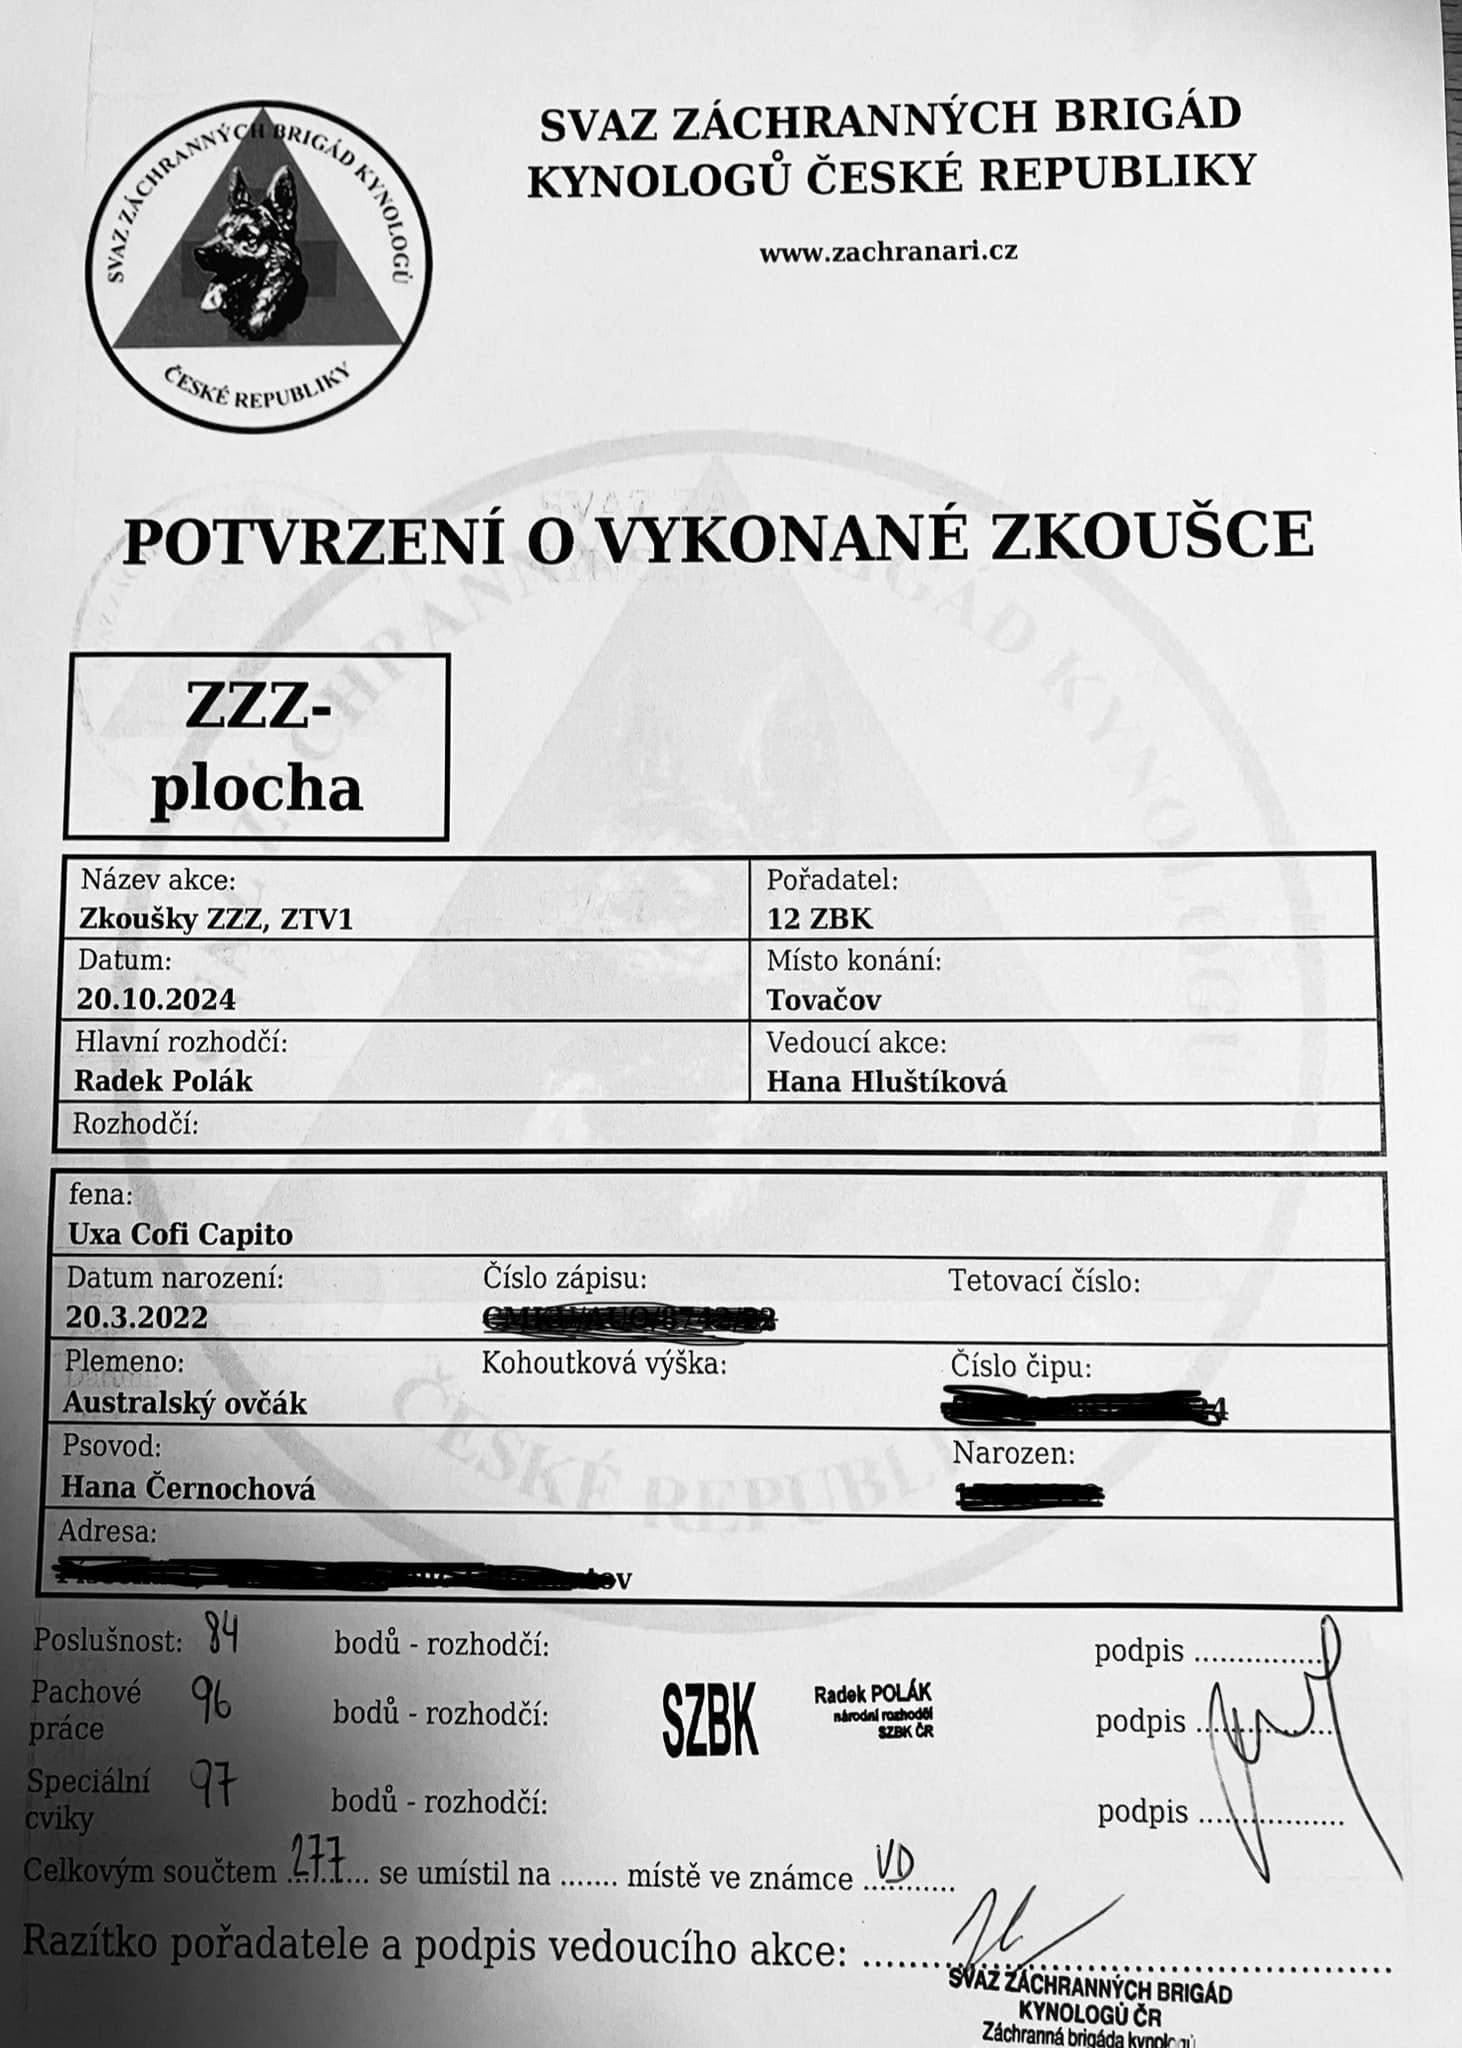 SVAZ ZÁCHRANNÝCH BRIGÁD KYNOLOGŮ
ČESKÉ REPUBLIKY
SVAZ ZÁCHRANNÝCH BRIGÁD
KYNOLOGŮ ČESKÉ REPUBLIKY
www.zachranari.cz
POTVRZENÍ O VYKONANÉ ZKOUŠCE
ZZZ-
plocha
Název akce:
Zkoušky ZZZ, ZTV1
Pořadatel:
12 ZBK
Datum:
20.10.2024
Místo konání:
Tovačov
Hlavní rozhodčí:
Radek Polák
Vedoucí akce:
Hana Hluštíková
Rozhodčí:
fena:
Uxa Cofi Capito
Datum narození:
20.3.2022
Číslo zápisu:
Tetovací číslo:
Plemeno:
Australský ovčák
Kohoutková výška:
Číslo čipu:
Psovod:
Hana Černochová
Narozen:
Adresa:
Poslušnost: 84 bodů - rozhodčí: podpis ................
Pachové práce 96 bodů - rozhodčí: podpis ................
SZBK
Radek POLÁK
národní rozhodčí
SZBK ČR
Speciální cviky 97 bodů - rozhodčí: podpis ................
Celkovým součtem 277 se umístil na ....... místě ve známce VD
Razítko pořadatele a podpis vedoucího akce: ................
SVAZ ZÁCHRANNÝCH BRIGÁD
KYNOLOGŮ ČR
Záchranná brigáda kynologů